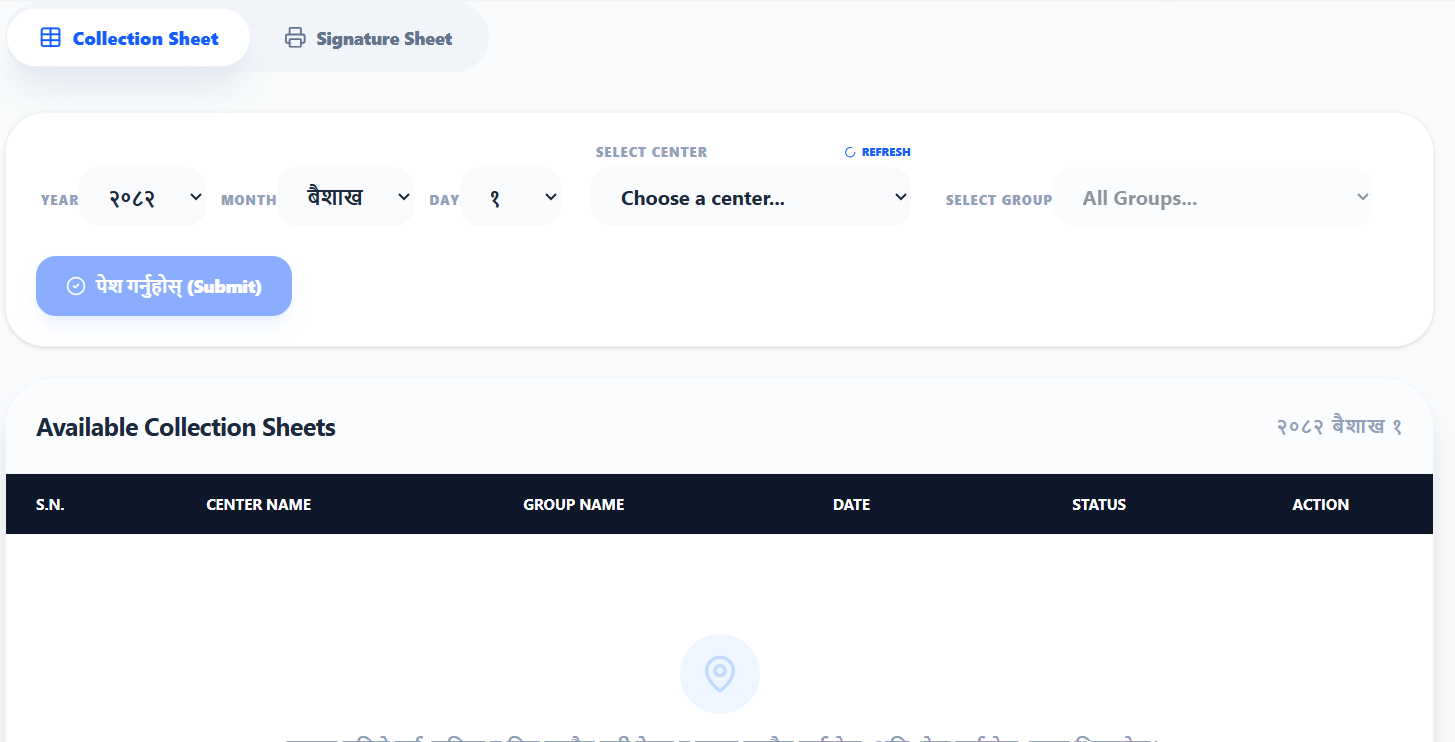 Collection Sheet Signature Sheet
SELECT CENTER REFRESH
YEAR २०८२ MONTH बैशाख DAY १ Choose a center... SELECT GROUP All Groups...
पेश गर्नुहोस् (Submit)
Available Collection Sheets २०८२ बैशाख १
S.N. CENTER NAME GROUP NAME DATE STATUS ACTION